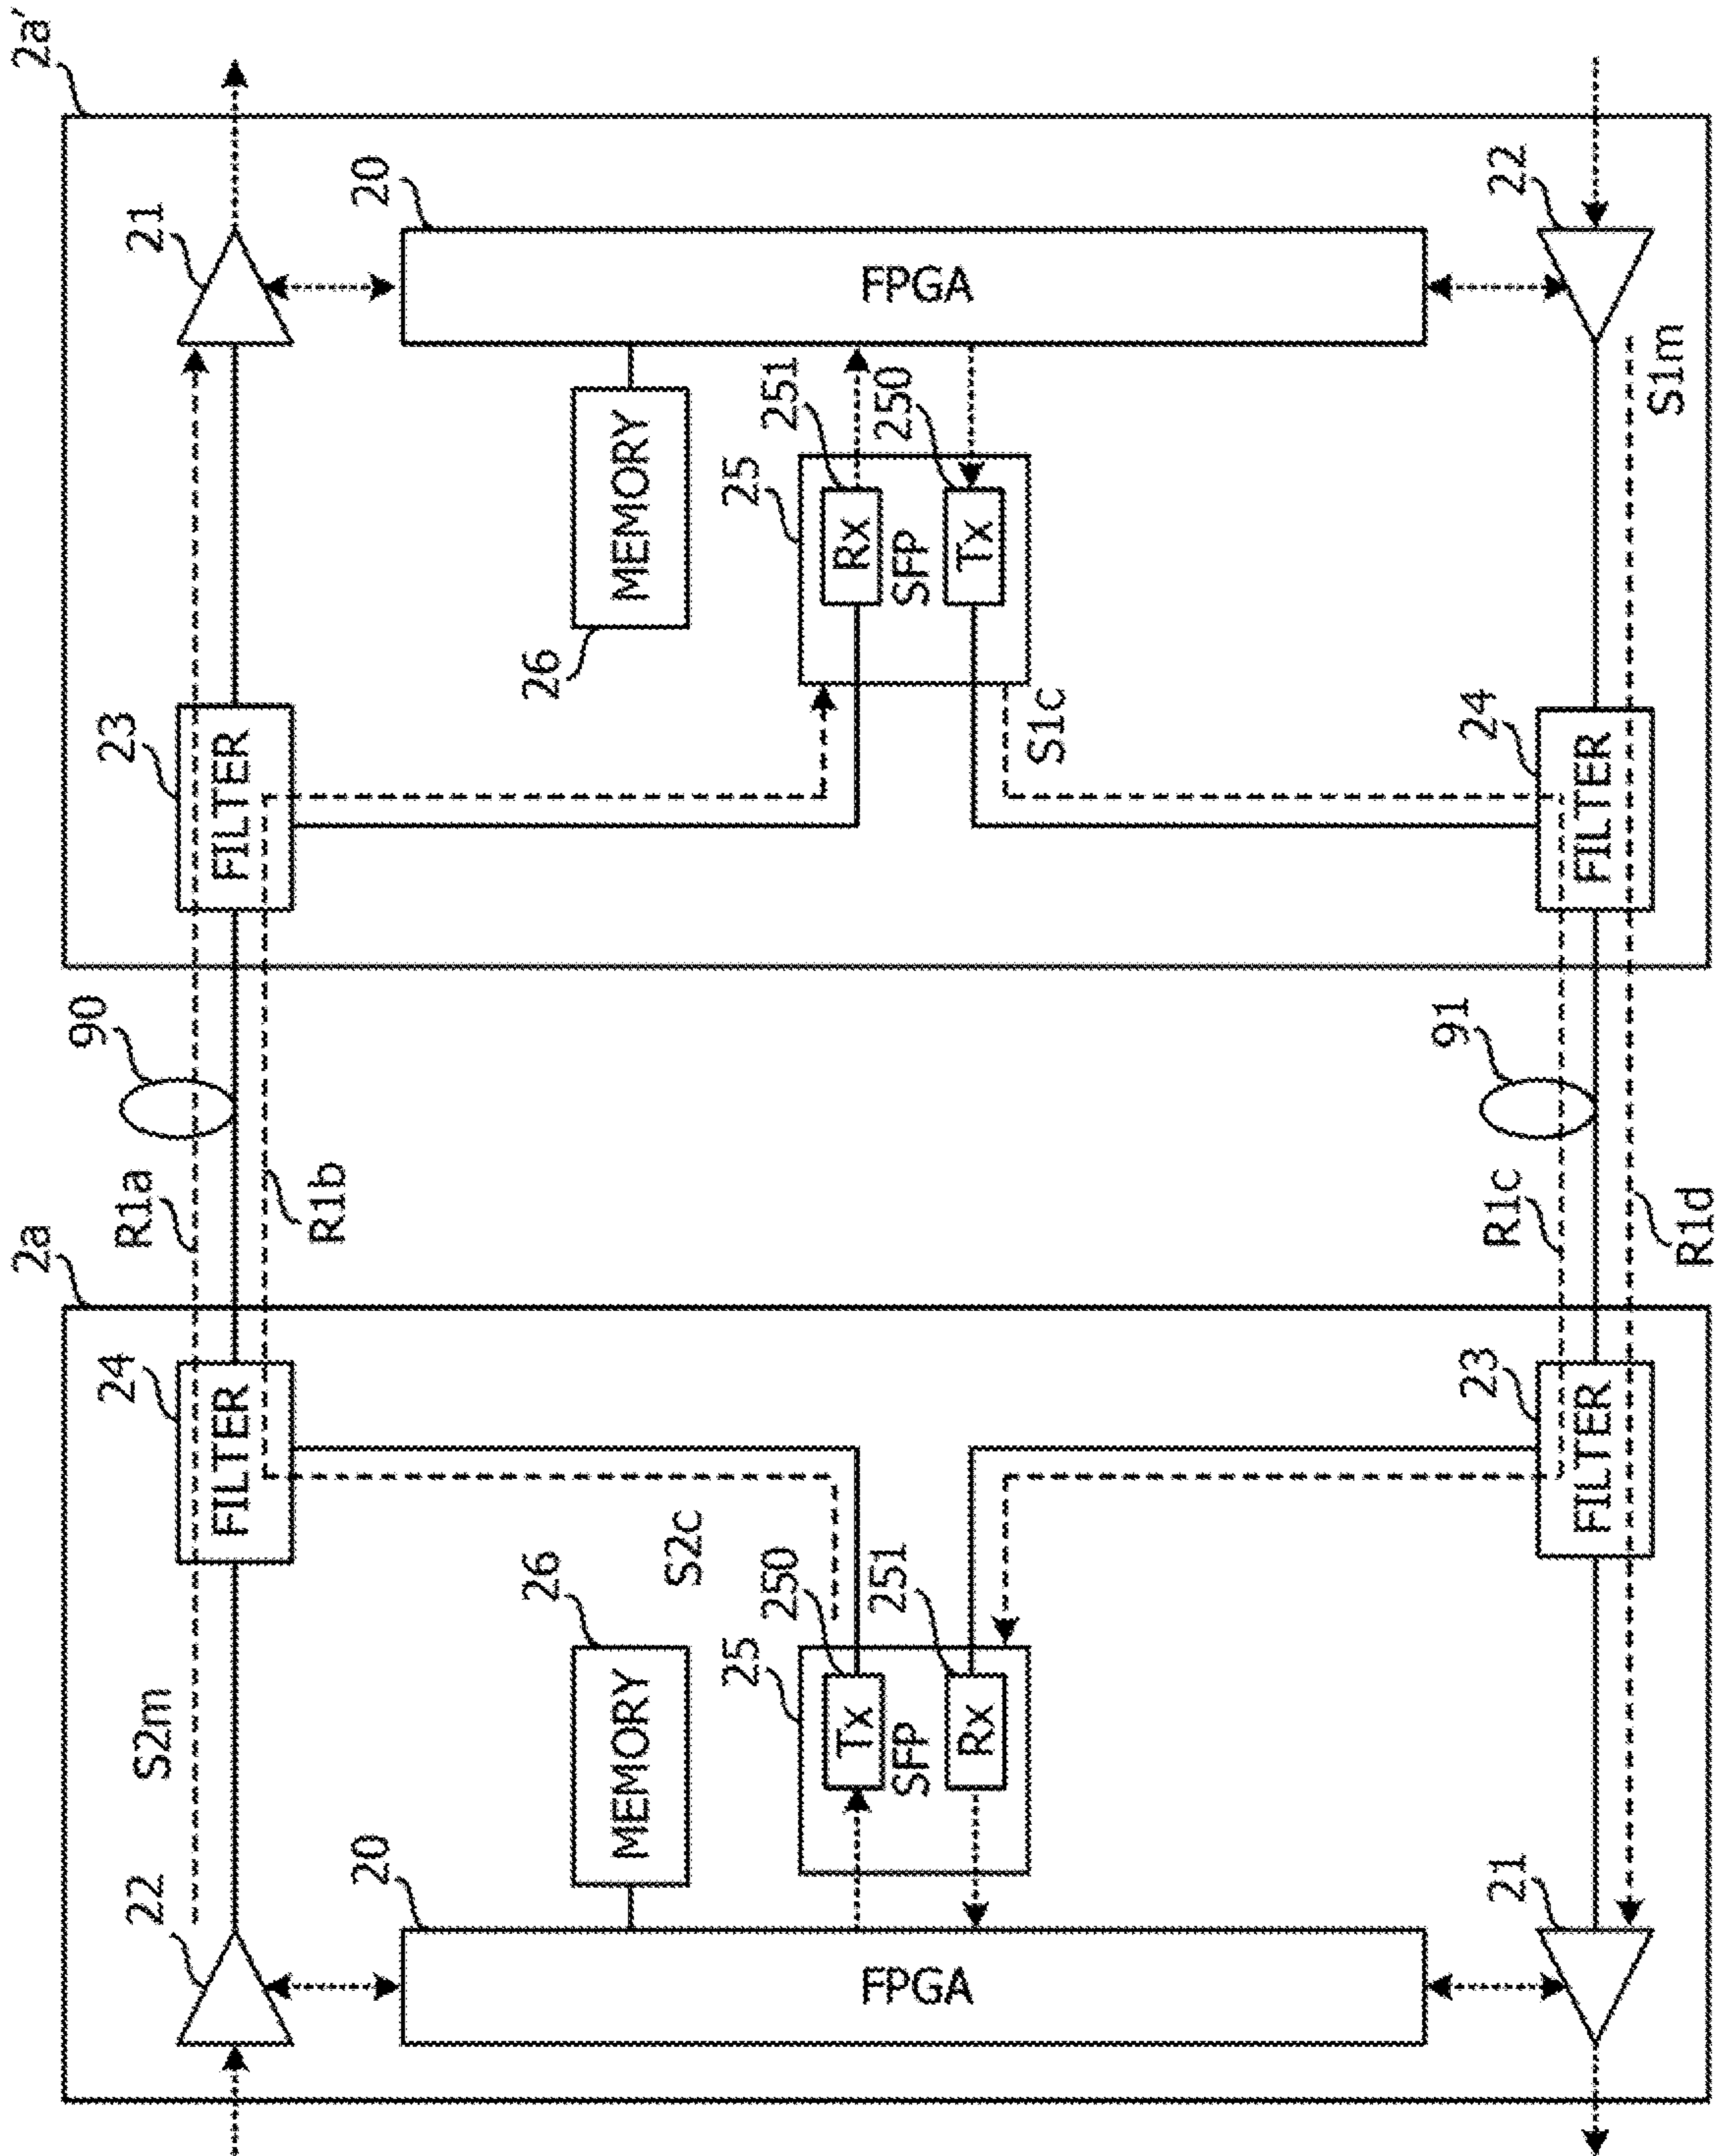 2a
2a'
22
S2m
24
FILTER
R1a
90
R1b
23
FILTER
21
20
FPGA
26
MEMORY
S2c
25
250
Tx
SFP
251
Rx
26
MEMORY
25
251
Rx
SFP
250
Tx
S1c
20
FPGA
21
23
FILTER
R1c
91
R1d
24
FILTER
22
S1m